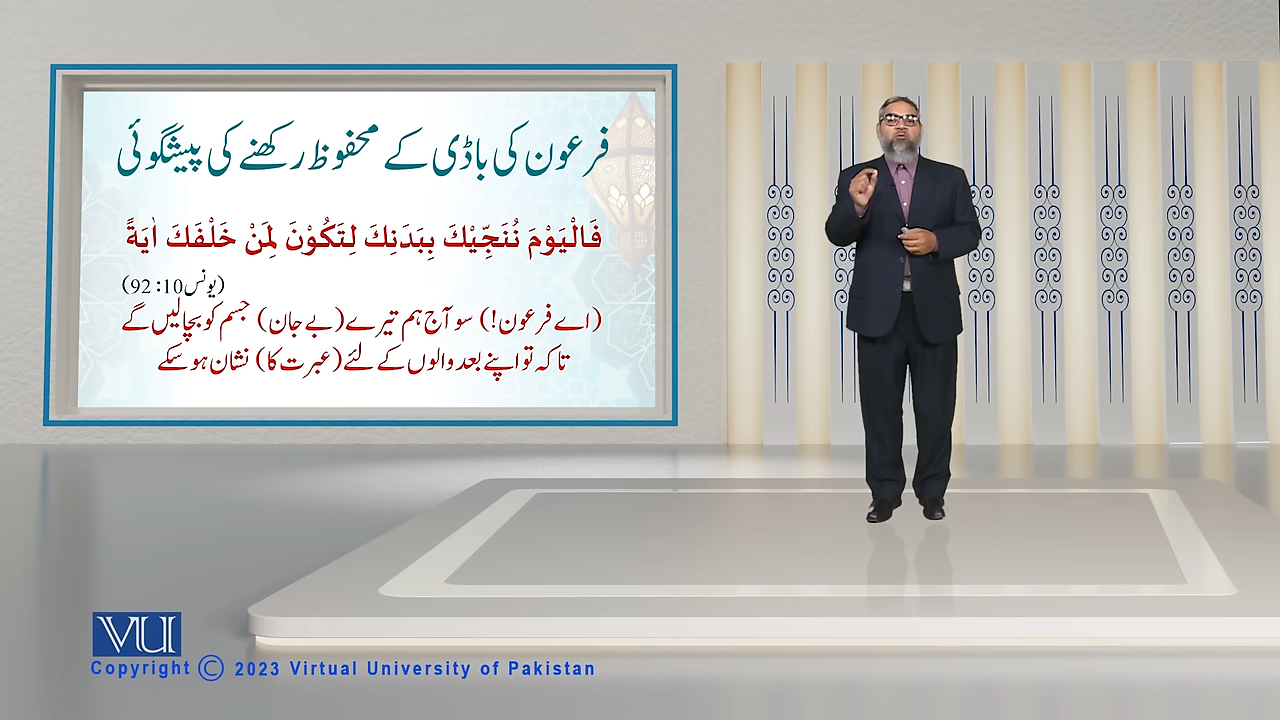 فرعون کی باڈی کے محفوظ رکھنے کی پیشگوئی
فَالْيَوْمَ نُنَجِّيْكَ بِبَدَنِكَ لِتَكُوْنَ لِمَنْ خَلْفَكَ اٰيَةً
(یونس10: 92)
(اے فرعون!) سو آج ہم تیرے (بے جان) جسم کو بچالیں گے
تاکہ تو اپنے بعد والوں کے لئے (عبرت کا) نشان ہو سکے
VU
Copyright © 2023 Virtual University of Pakistan